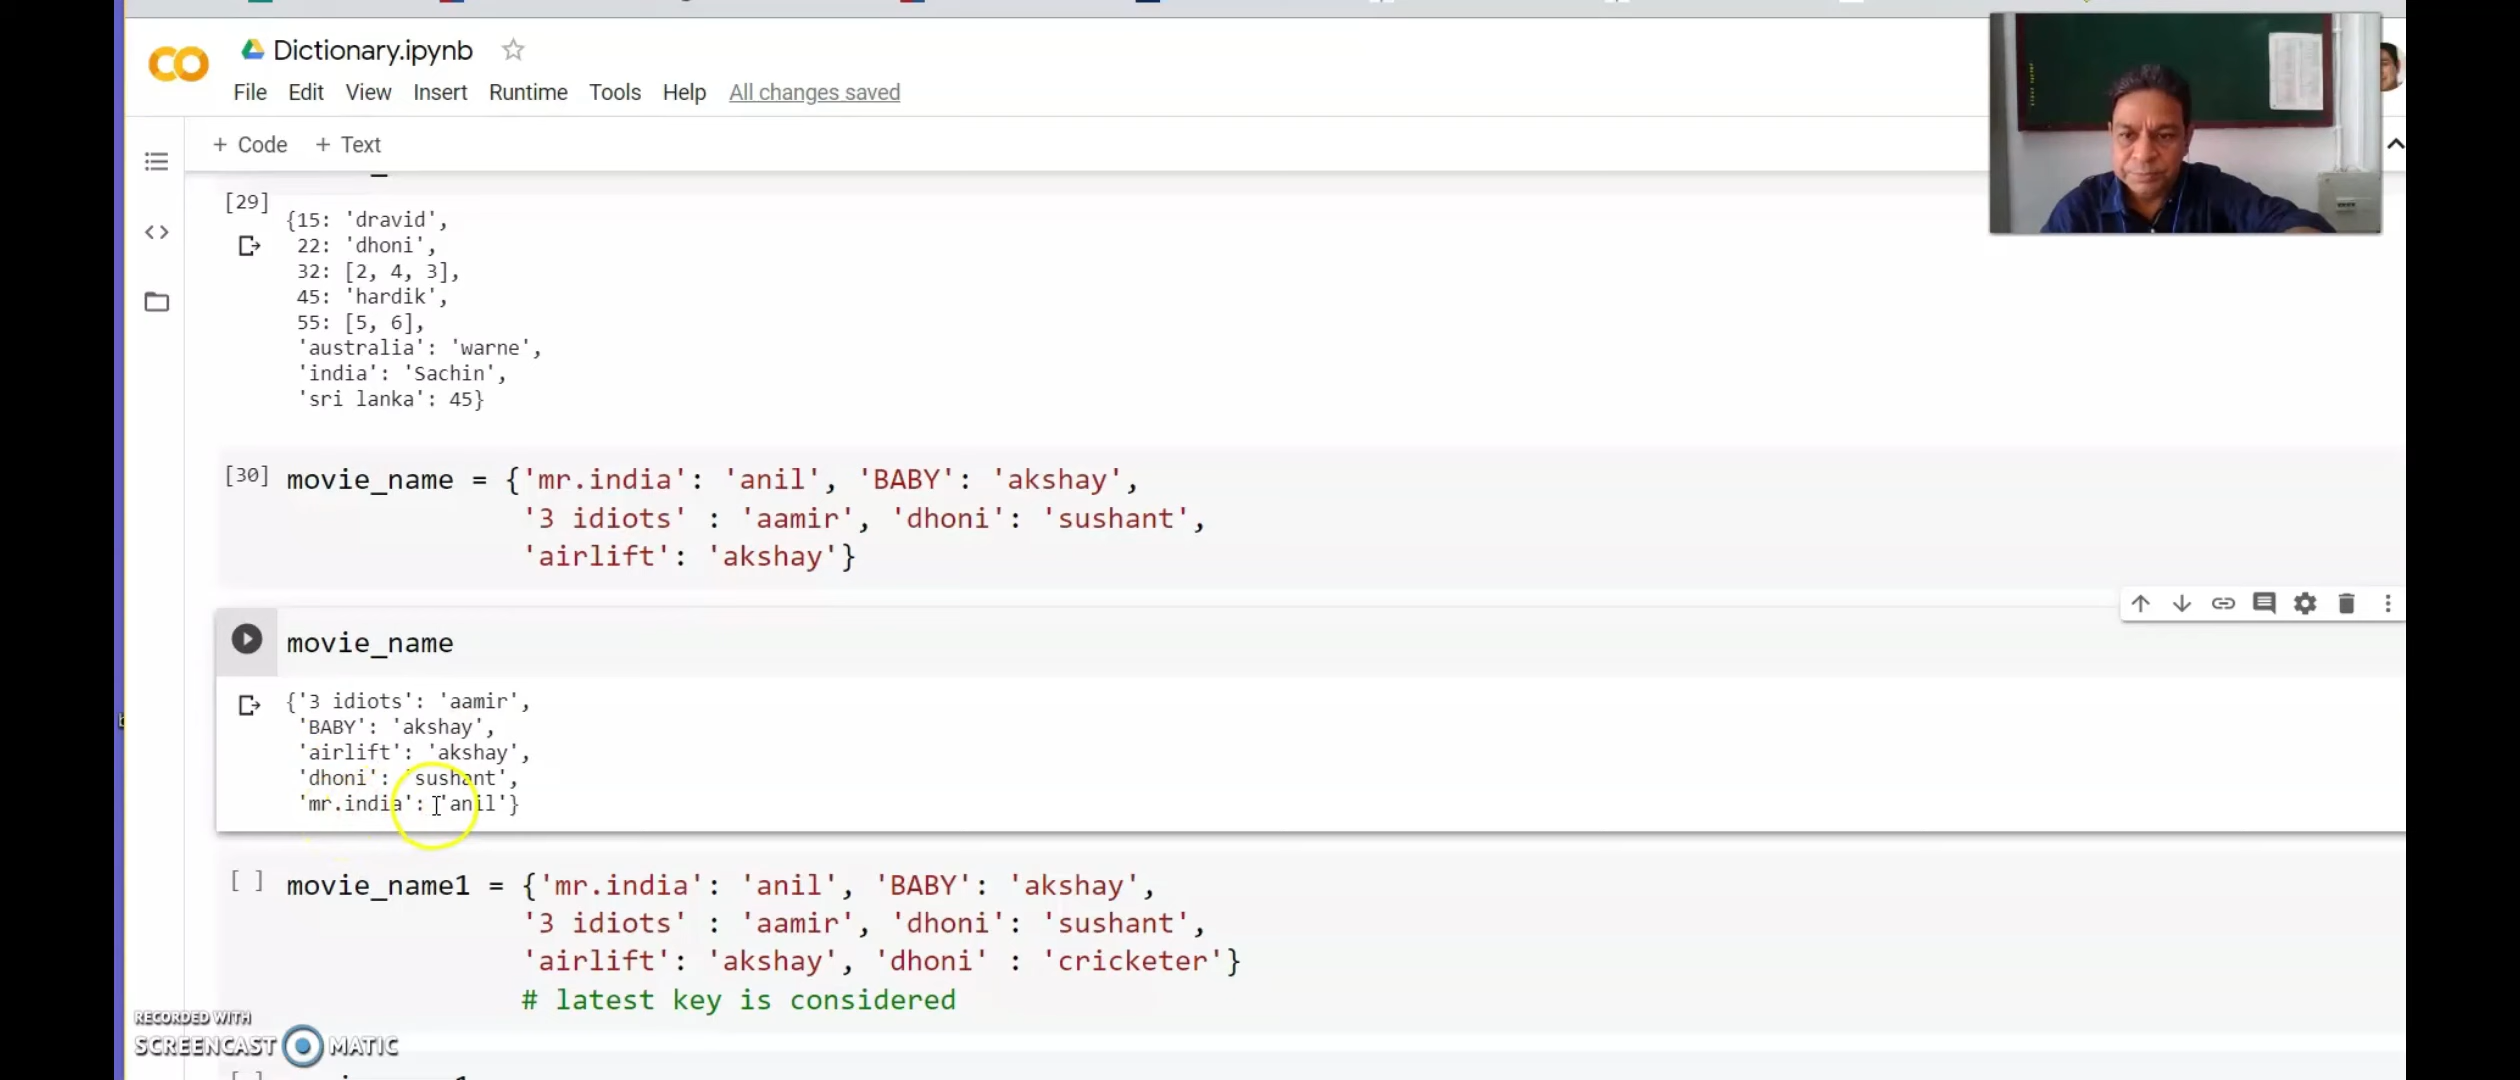 Dictionary.ipynb
File Edit View Insert Runtime Tools Help All changes saved
+ Code + Text
[29]
{15: 'dravid',
22: 'dhoni',
32: [2, 4, 3],
45: 'hardik',
55: [5, 6],
'australia': 'warne',
'india': 'Sachin',
'sri lanka': 45}
[30] movie_name = {'mr.india': 'anil', 'BABY': 'akshay',
'3 idiots' : 'aamir', 'dhoni': 'sushant',
'airlift': 'akshay'}
movie_name
{'3 idiots': 'aamir',
'BABY': 'akshay',
'airlift': 'akshay',
'dhoni': 'sushant',
'mr.india': 'anil'}
[ ] movie_name1 = {'mr.india': 'anil', 'BABY': 'akshay',
'3 idiots' : 'aamir', 'dhoni': 'sushant',
'airlift': 'akshay', 'dhoni' : 'cricketer'}
# latest key is considered
RECORDED WITH
SCREENCAST MATIC